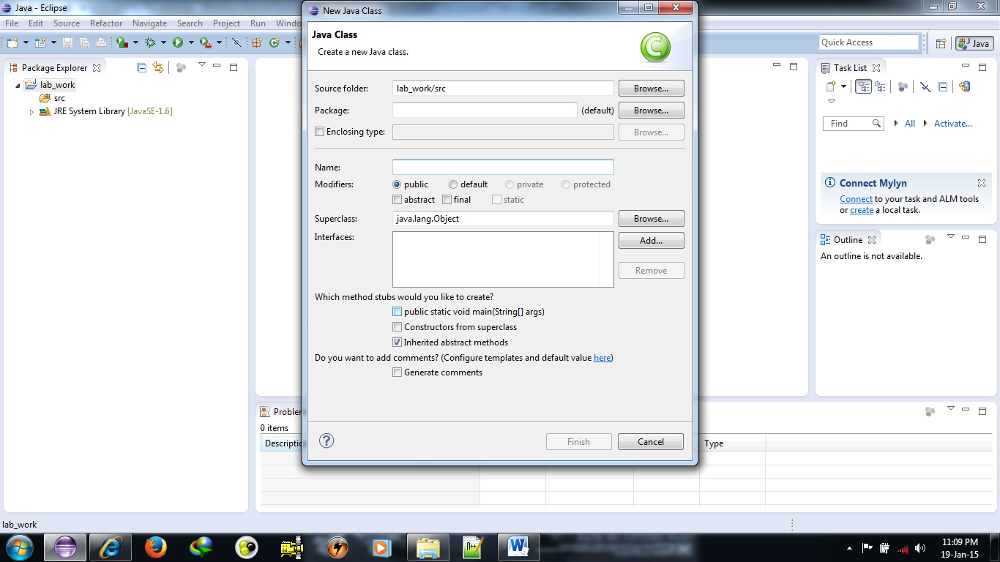 Java - Eclipse
New Java Class
File Edit Source Refactor Navigate Search Project Run
Java Class
Create a new Java class.
Quick Access
Java
Package Explorer
lab_work
src
JRE System Library [JavaSE-1.6]
Source folder: lab_work/src Browse...
Package: (default) Browse...
Enclosing type: Browse...
Name:
Modifiers: public default private protected
abstract final static
Superclass: java.lang.Object Browse...
Interfaces: Add...
Remove
Which method stubs would you like to create?
public static void main(String[] args)
Constructors from superclass
Inherited abstract methods
Do you want to add comments? (Configure templates and default value here)
Generate comments
Finish Cancel
Task List
Find All Activate...
Connect Mylyn
Connect to your task and ALM tools
or create a local task.
Outline
An outline is not available.
0 items
Type
lab_work
11:09 PM
19-Jan-15